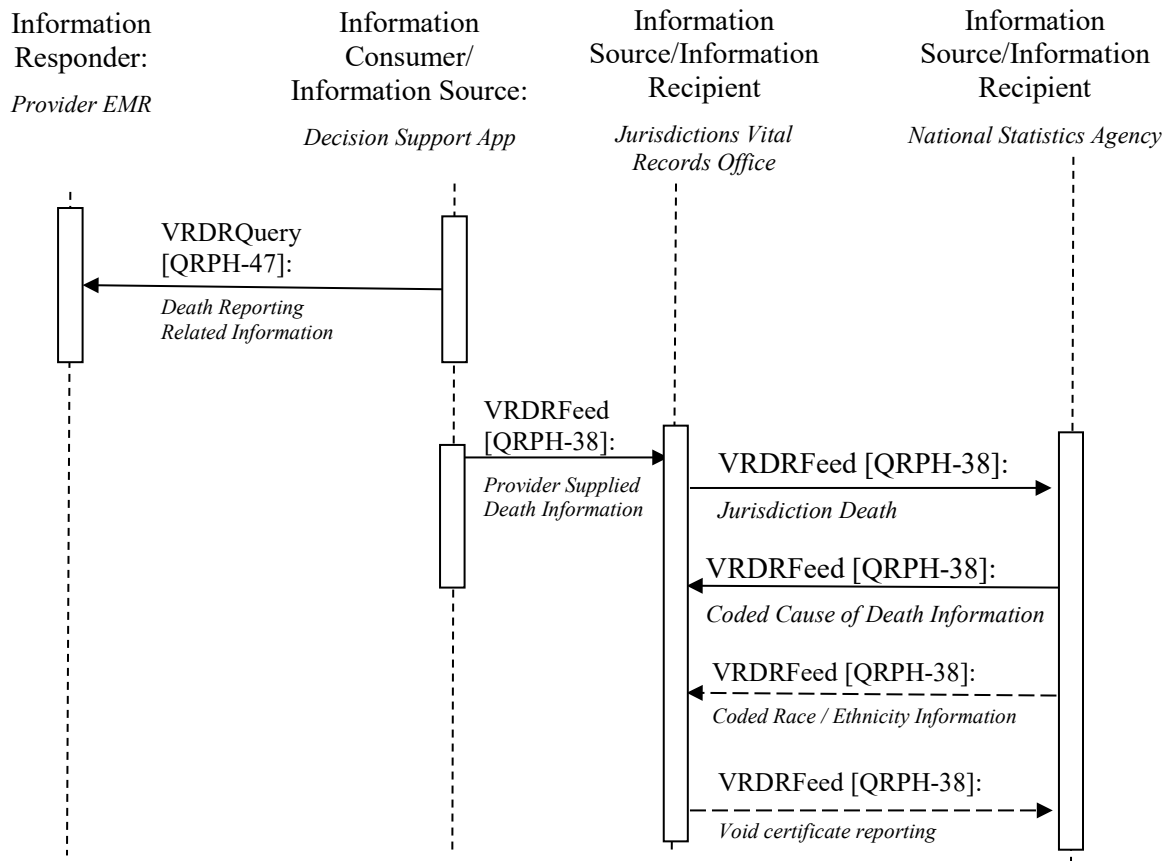 Information
Responder:
Provider EMR
Information
Consumer/
Information Source:
Decision Support App
Information
Source/Information
Recipient
Jurisdictions Vital
Records Office
Information
Source/Information
Recipient
National Statistics Agency
VRDRQuery
[QRPH-47]:
Death Reporting
Related Information
VRDRFeed
[QRPH-38]:
Provider Supplied
Death Information
VRDRFeed [QRPH-38]:
Jurisdiction Death
VRDRFeed [QRPH-38]:
Coded Cause of Death Information
VRDRFeed [QRPH-38]:
Coded Race / Ethnicity Information
VRDRFeed [QRPH-38]:
Void certificate reporting